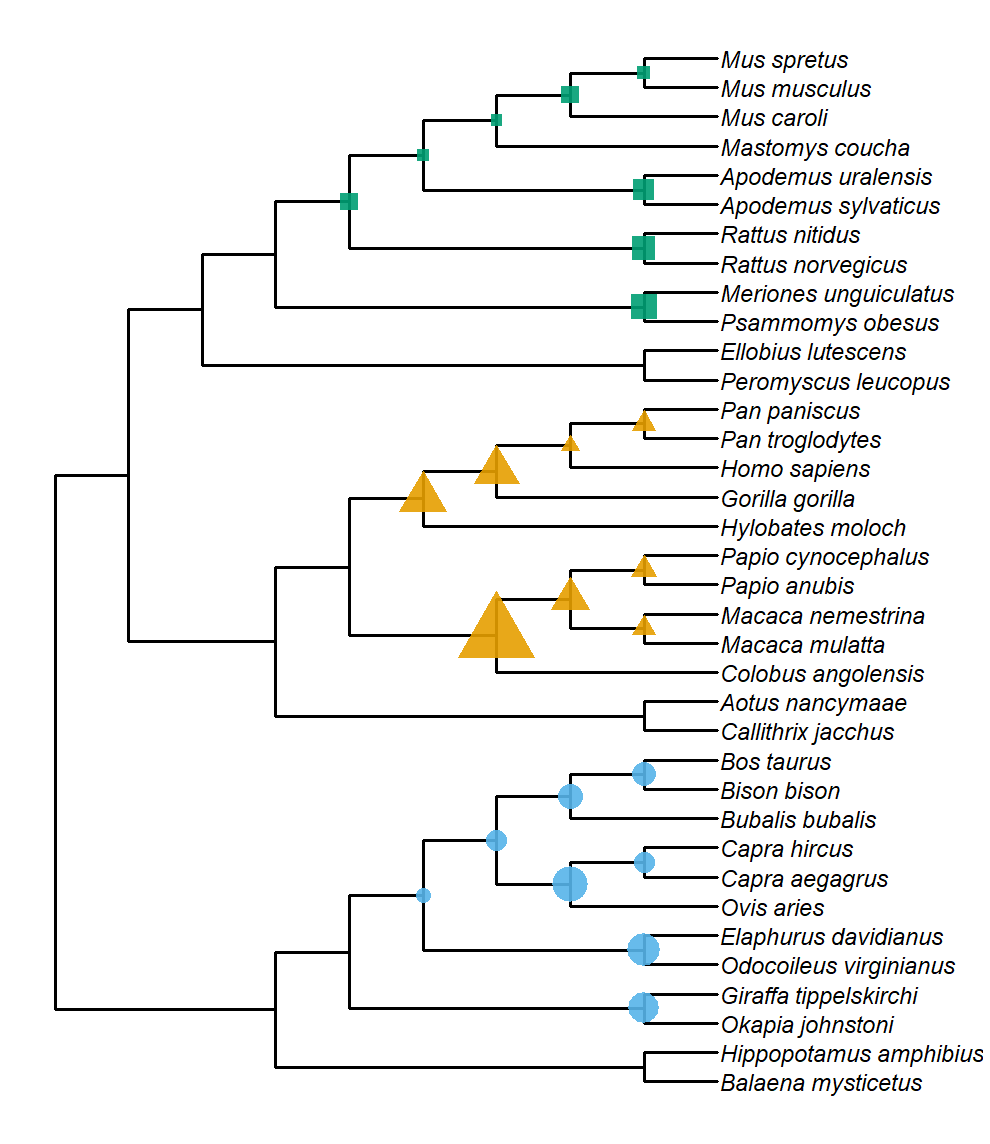 Mus spretus
Mus musculus
Mus caroli
Mastomys coucha
Apodemus uralensis
Apodemus sylvaticus
Rattus nitidus
Rattus norvegicus
Meriones unguiculatus
Psammomys obesus
Ellobius lutescens
Peromyscus leucopus
Pan paniscus
Pan troglodytes
Homo sapiens
Gorilla gorilla
Hylobates moloch
Papio cynocephalus
Papio anubis
Macaca nemestrina
Macaca mulatta
Colobus angolensis
Aotus nancymaae
Callithrix jacchus
Bos taurus
Bison bison
Bubalis bubalis
Capra hircus
Capra aegagrus
Ovis aries
Elaphurus davidianus
Odocoileus virginianus
Giraffa tippelskirchi
Okapia johnstoni
Hippopotamus amphibius
Balaena mysticetus